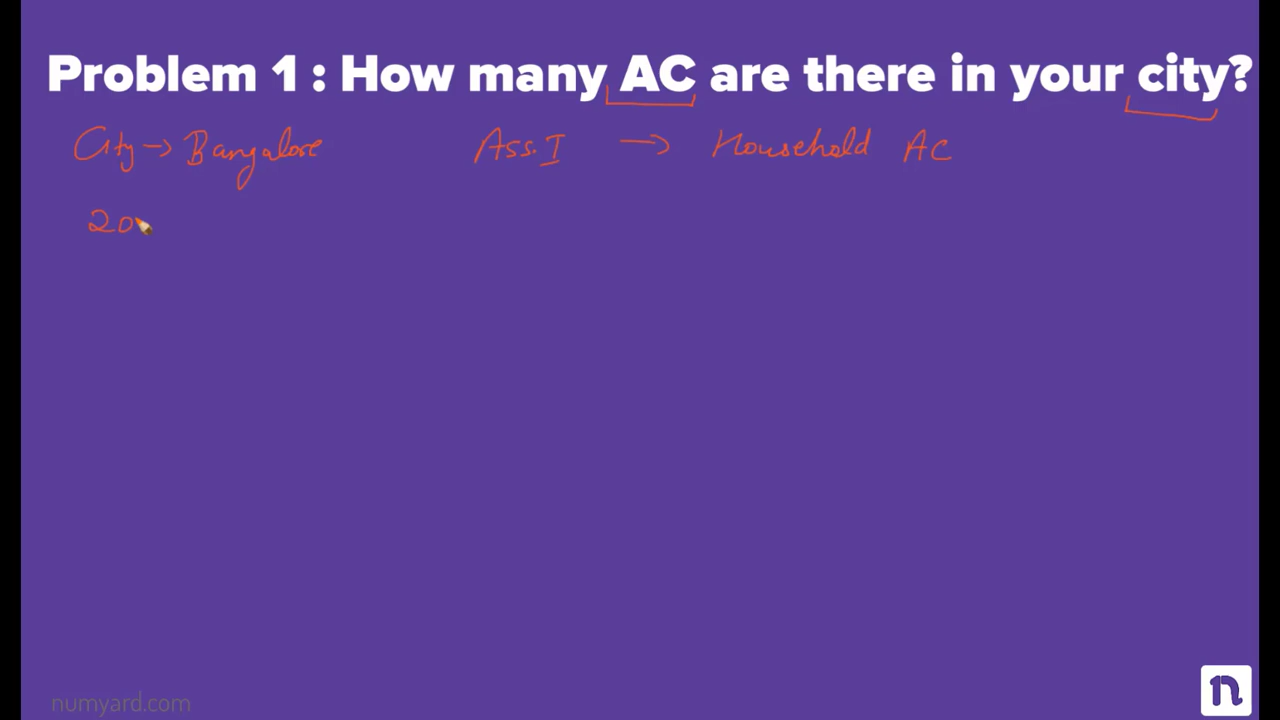 Problem 1 : How many AC are there in your city?
City → Bangalore Ass. I → Household AC
20
numyard.com
n